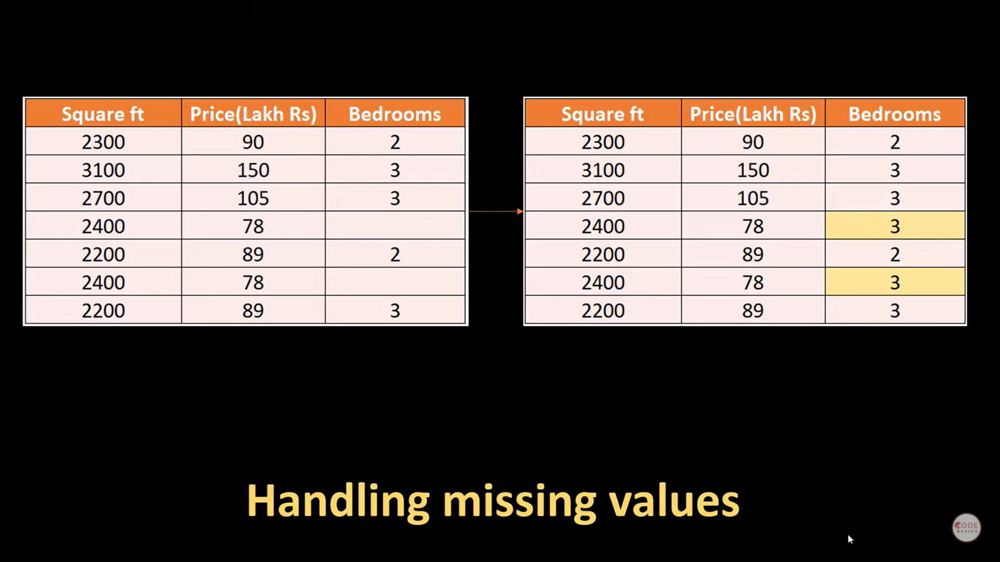 Square ft Price(Lakh Rs) Bedrooms
2300 90 2
3100 150 3
2700 105 3
2400 78
2200 89 2
2400 78
2200 89 3
Square ft Price(Lakh Rs) Bedrooms
2300 90 2
3100 150 3
2700 105 3
2400 78 3
2200 89 2
2400 78 3
2200 89 3
Handling missing values
CODE
BASICS